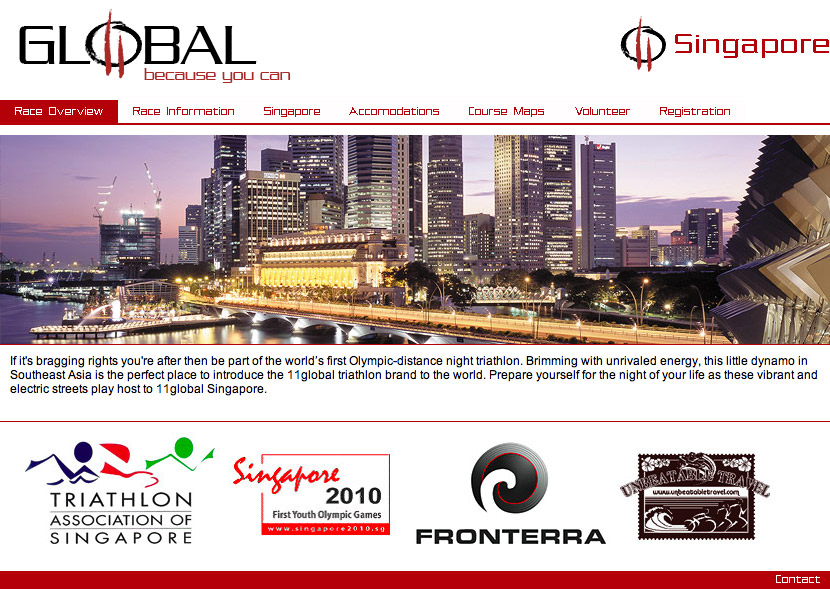 GLOBAL
because you can
Singapore
Race Overview
Race Information
Singapore
Accomodations
Course Maps
Volunteer
Registration
If it's bragging rights you're after then be part of the world's first Olympic-distance night triathlon. Brimming with unrivaled energy, this little dynamo in
Southeast Asia is the perfect place to introduce the 11global triathlon brand to the world. Prepare yourself for the night of your life as these vibrant and
electric streets play host to 11global Singapore.
TRIATHLON
ASSOCIATION OF
SINGAPORE
Singapore
2010
First Youth Olympic Games
www.singapore2010.sg
FRONTERRA
UNBEATABLE TRAVEL
www.unbeatabletravel.com
Contact